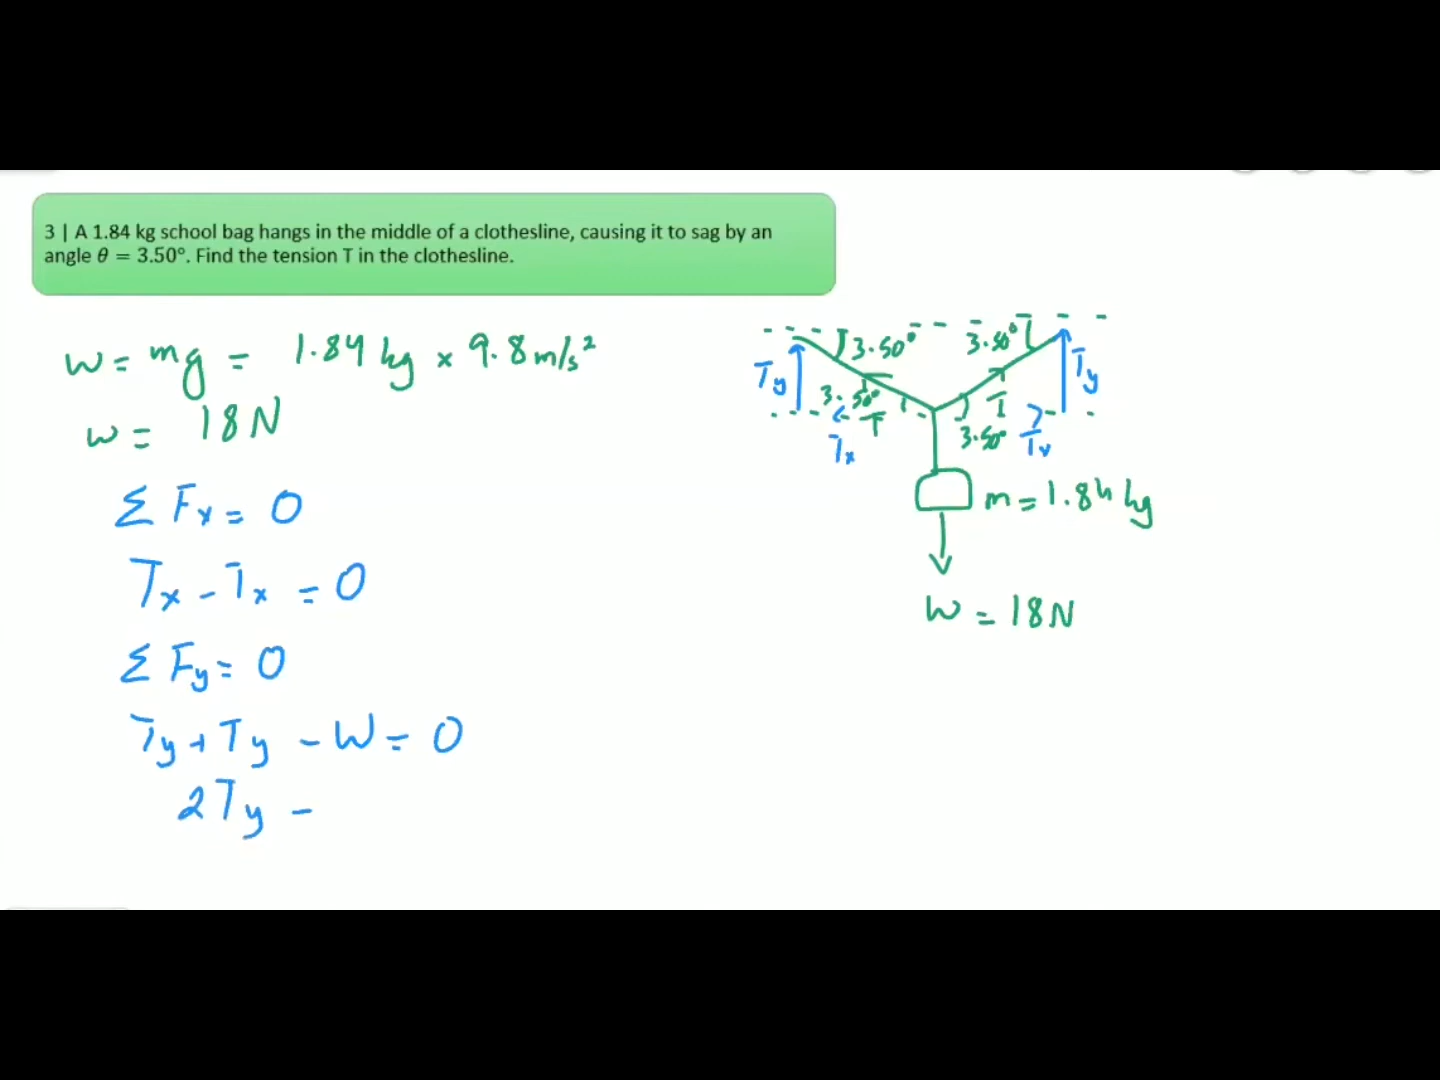 3 | A 1.84 kg school bag hangs in the middle of a clothesline, causing it to sag by an
angle θ = 3.50°. Find the tension T in the clothesline.
W = mg = 1.84 kg × 9.8 m/s²
W = 18N
Σ Fx = 0
Tx - Tx = 0
Σ Fy = 0
Ty + Ty - W = 0
2Ty -
3.50° 3.50°
Ty Ty
3.50° T T
Tx 3.50° Tx
m = 1.84 kg
W = 18N